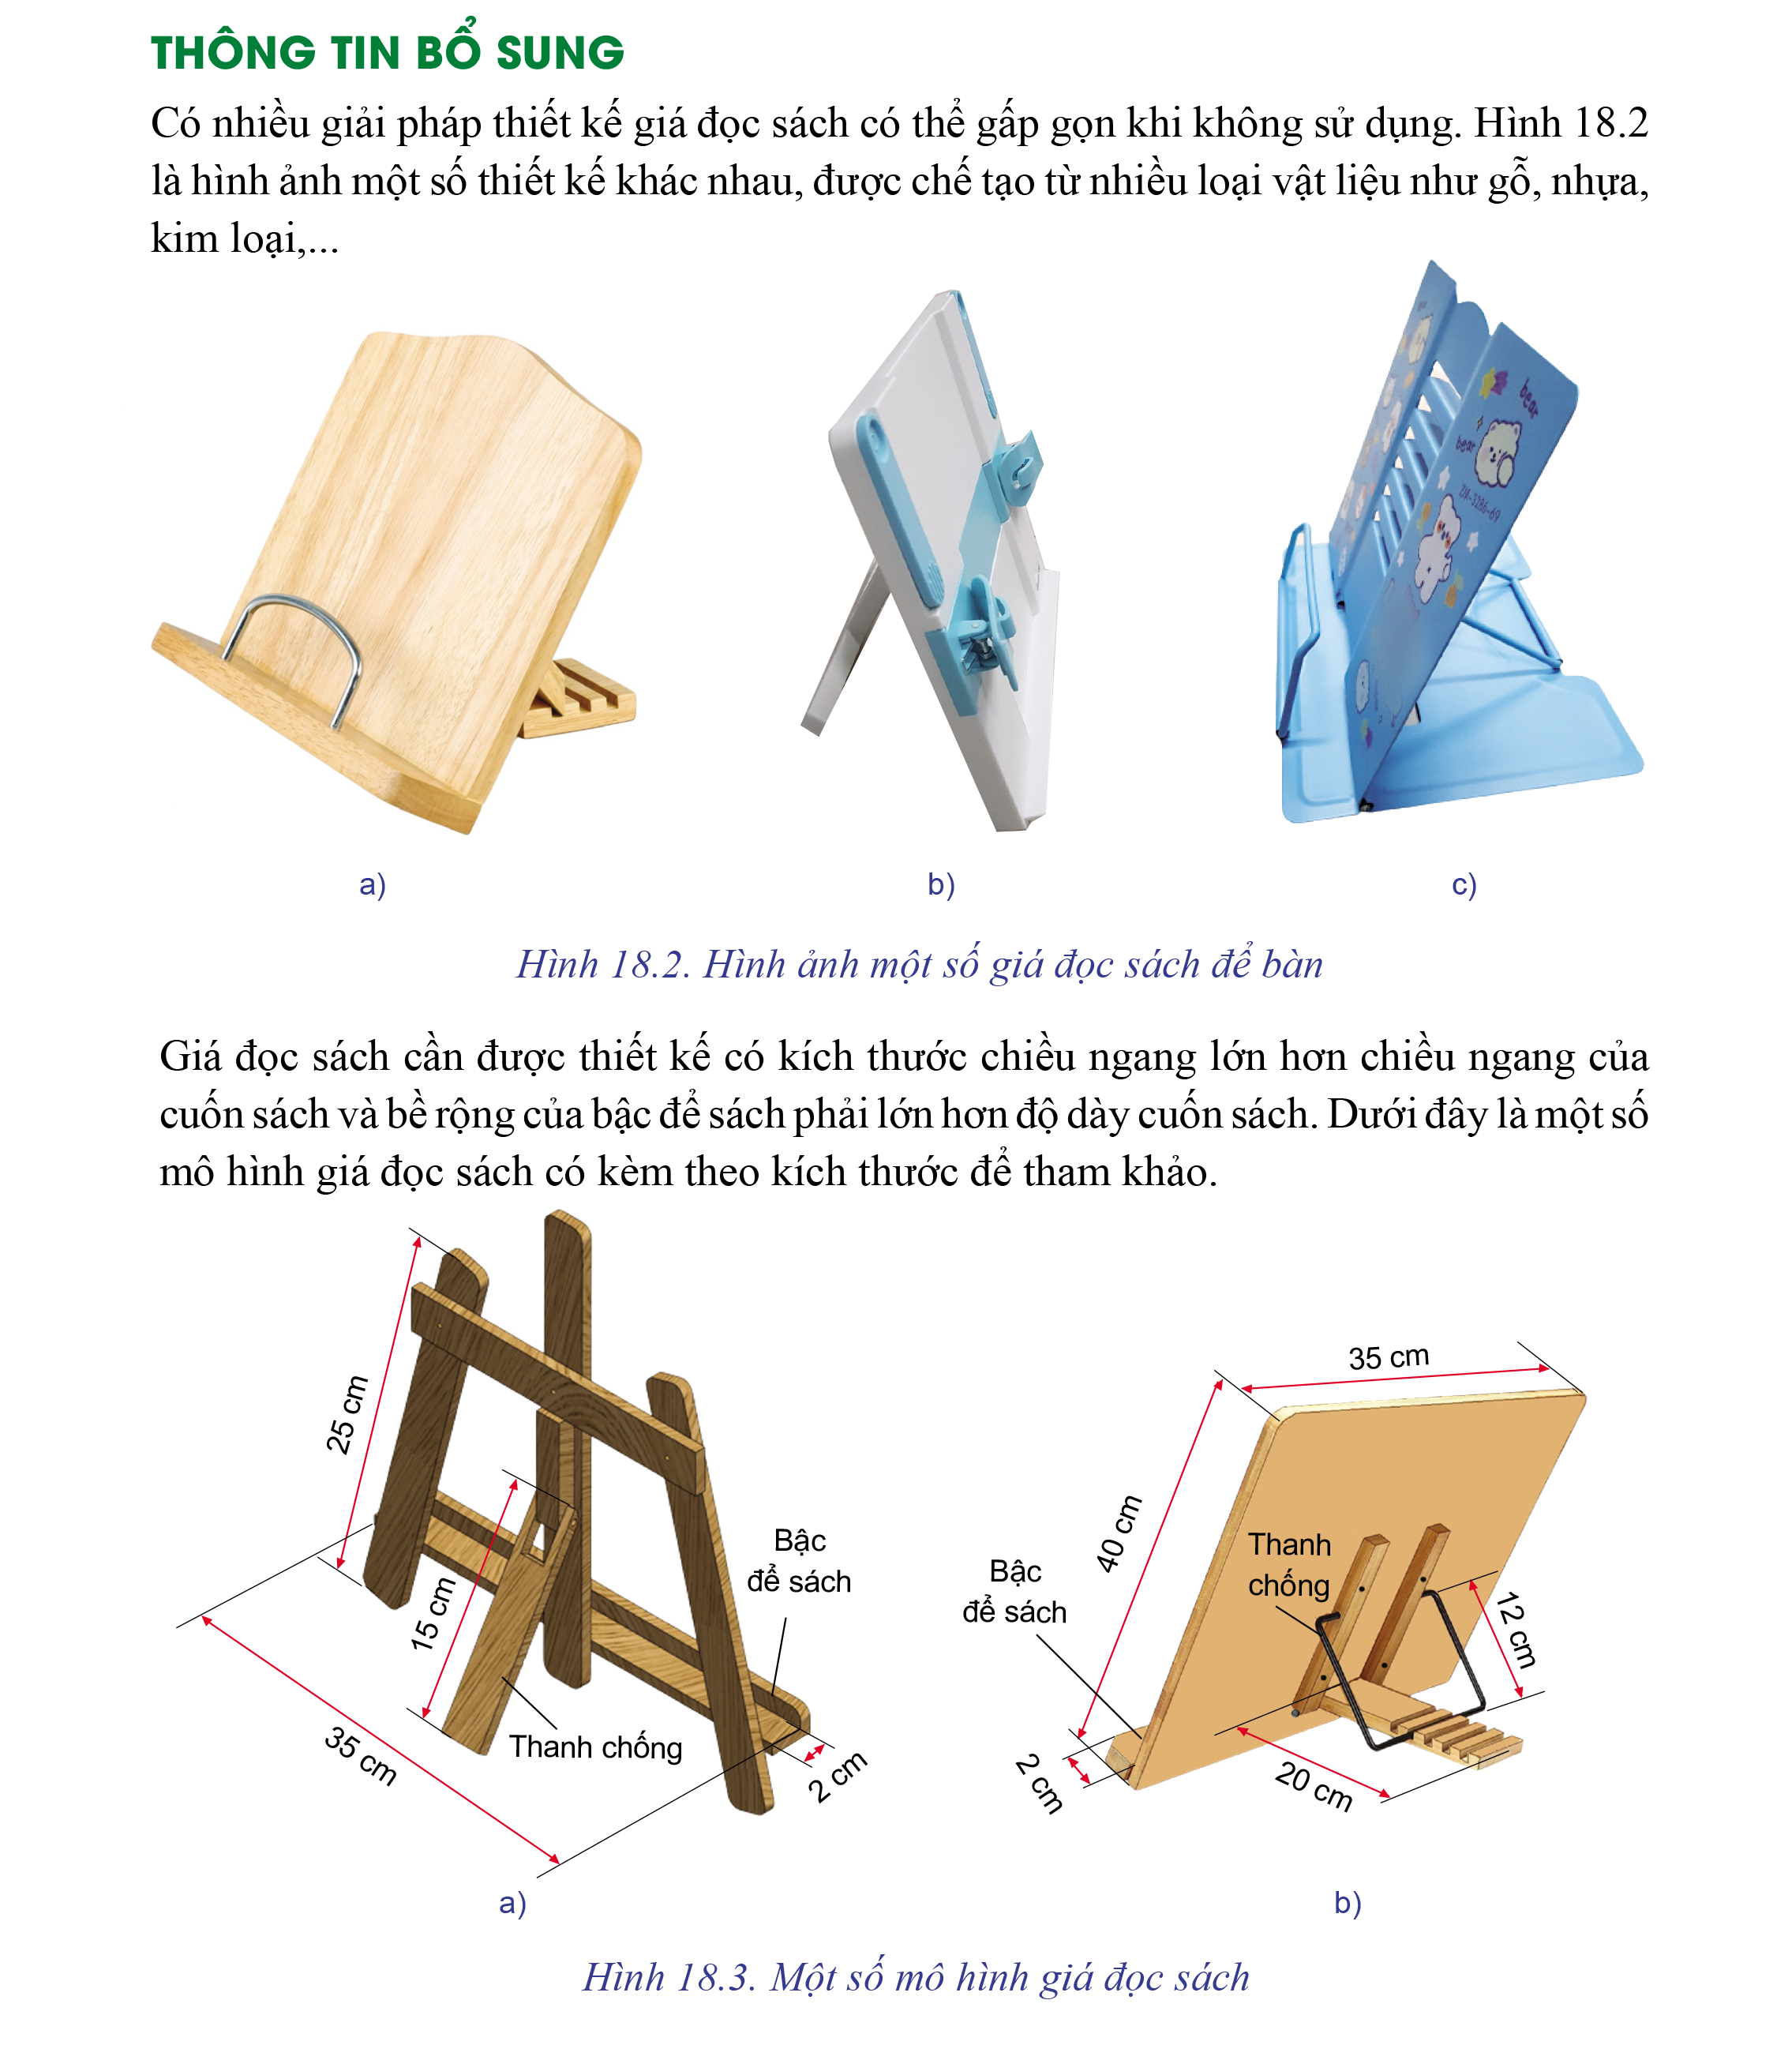 THÔNG TIN BỔ SUNG
Có nhiều giải pháp thiết kế giá đọc sách có thể gấp gọn khi không sử dụng. Hình 18.2
là hình ảnh một số thiết kế khác nhau, được chế tạo từ nhiều loại vật liệu như gỗ, nhựa,
kim loại,...
bear
bear
ZM-3286-69
a)
b)
c)
Hình 18.2. Hình ảnh một số giá đọc sách để bàn
Giá đọc sách cần được thiết kế có kích thước chiều ngang lớn hơn chiều ngang của
cuốn sách và bề rộng của bậc để sách phải lớn hơn độ dày cuốn sách. Dưới đây là một số
mô hình giá đọc sách có kèm theo kích thước để tham khảo.
25 cm
15 cm
35 cm
Bậc
để sách
Thanh chống
2 cm
a)
35 cm
40 cm
Bậc
để sách
Thanh
chống
12 cm
20 cm
2 cm
b)
Hình 18.3. Một số mô hình giá đọc sách